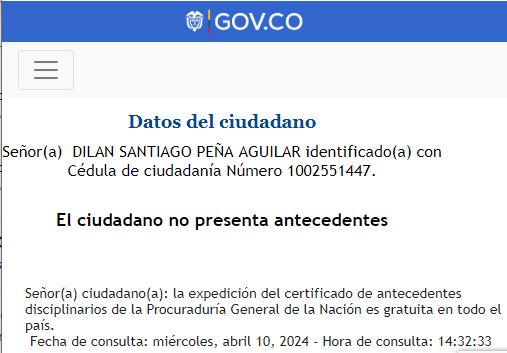 GOV.CO
Datos del ciudadano
Señor(a) DILAN SANTIAGO PEÑA AGUILAR identificado(a) con
Cédula de ciudadanía Número 1002551447.
El ciudadano no presenta antecedentes
Señor(a) ciudadano(a): la expedición del certificado de antecedentes
disciplinarios de la Procuraduría General de la Nación es gratuita en todo el
país.
Fecha de consulta: miércoles, abril 10, 2024 - Hora de consulta: 14:32:33